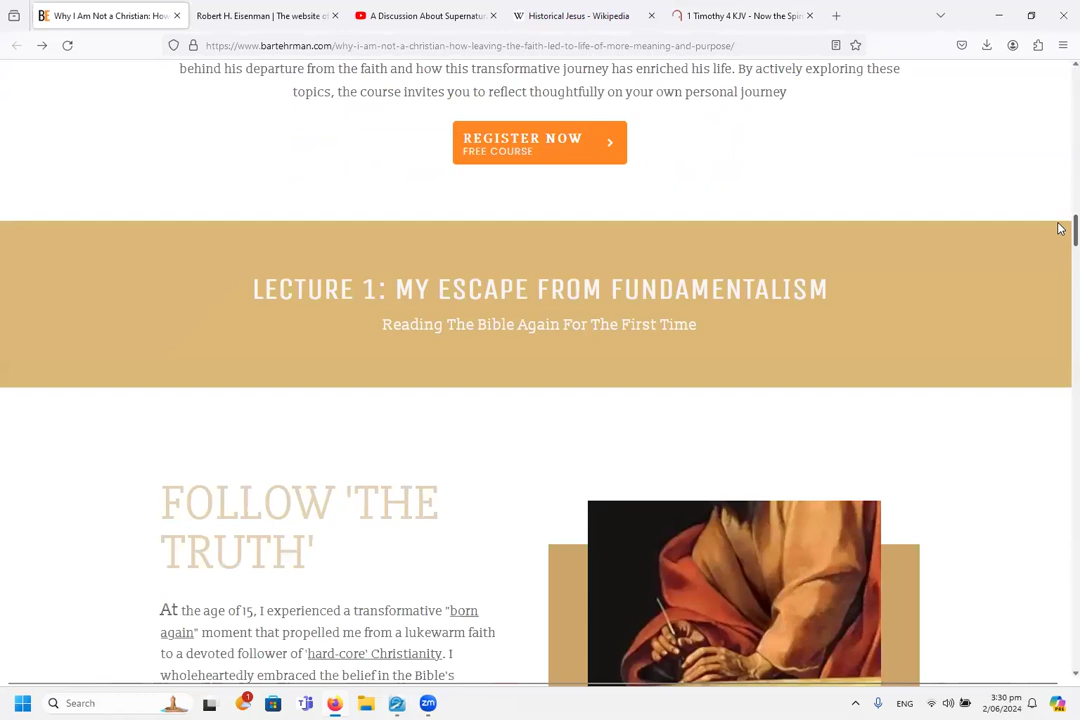 Why I Am Not a Christian: How
Robert H. Eisenman | The website of
A Discussion About Supernatur
Historical Jesus - Wikipedia
1 Timothy 4 KJV - Now the Spir
https://www.bartehrman.com/why-i-am-not-a-christian-how-leaving-the-faith-led-to-life-of-more-meaning-and-purpose/
behind his departure from the faith and how this transformative journey has enriched his life. By actively exploring these
topics, the course invites you to reflect thoughtfully on your own personal journey
REGISTER NOW
FREE COURSE
LECTURE 1: MY ESCAPE FROM FUNDAMENTALISM
Reading The Bible Again For The First Time
FOLLOW 'THE
TRUTH'
At the age of 15, I experienced a transformative "born
again" moment that propelled me from a lukewarm faith
to a devoted follower of 'hard-core' Christianity. I
wholeheartedly embraced the belief in the Bible's
Search
1
ENG
3:30 pm
2/06/2024